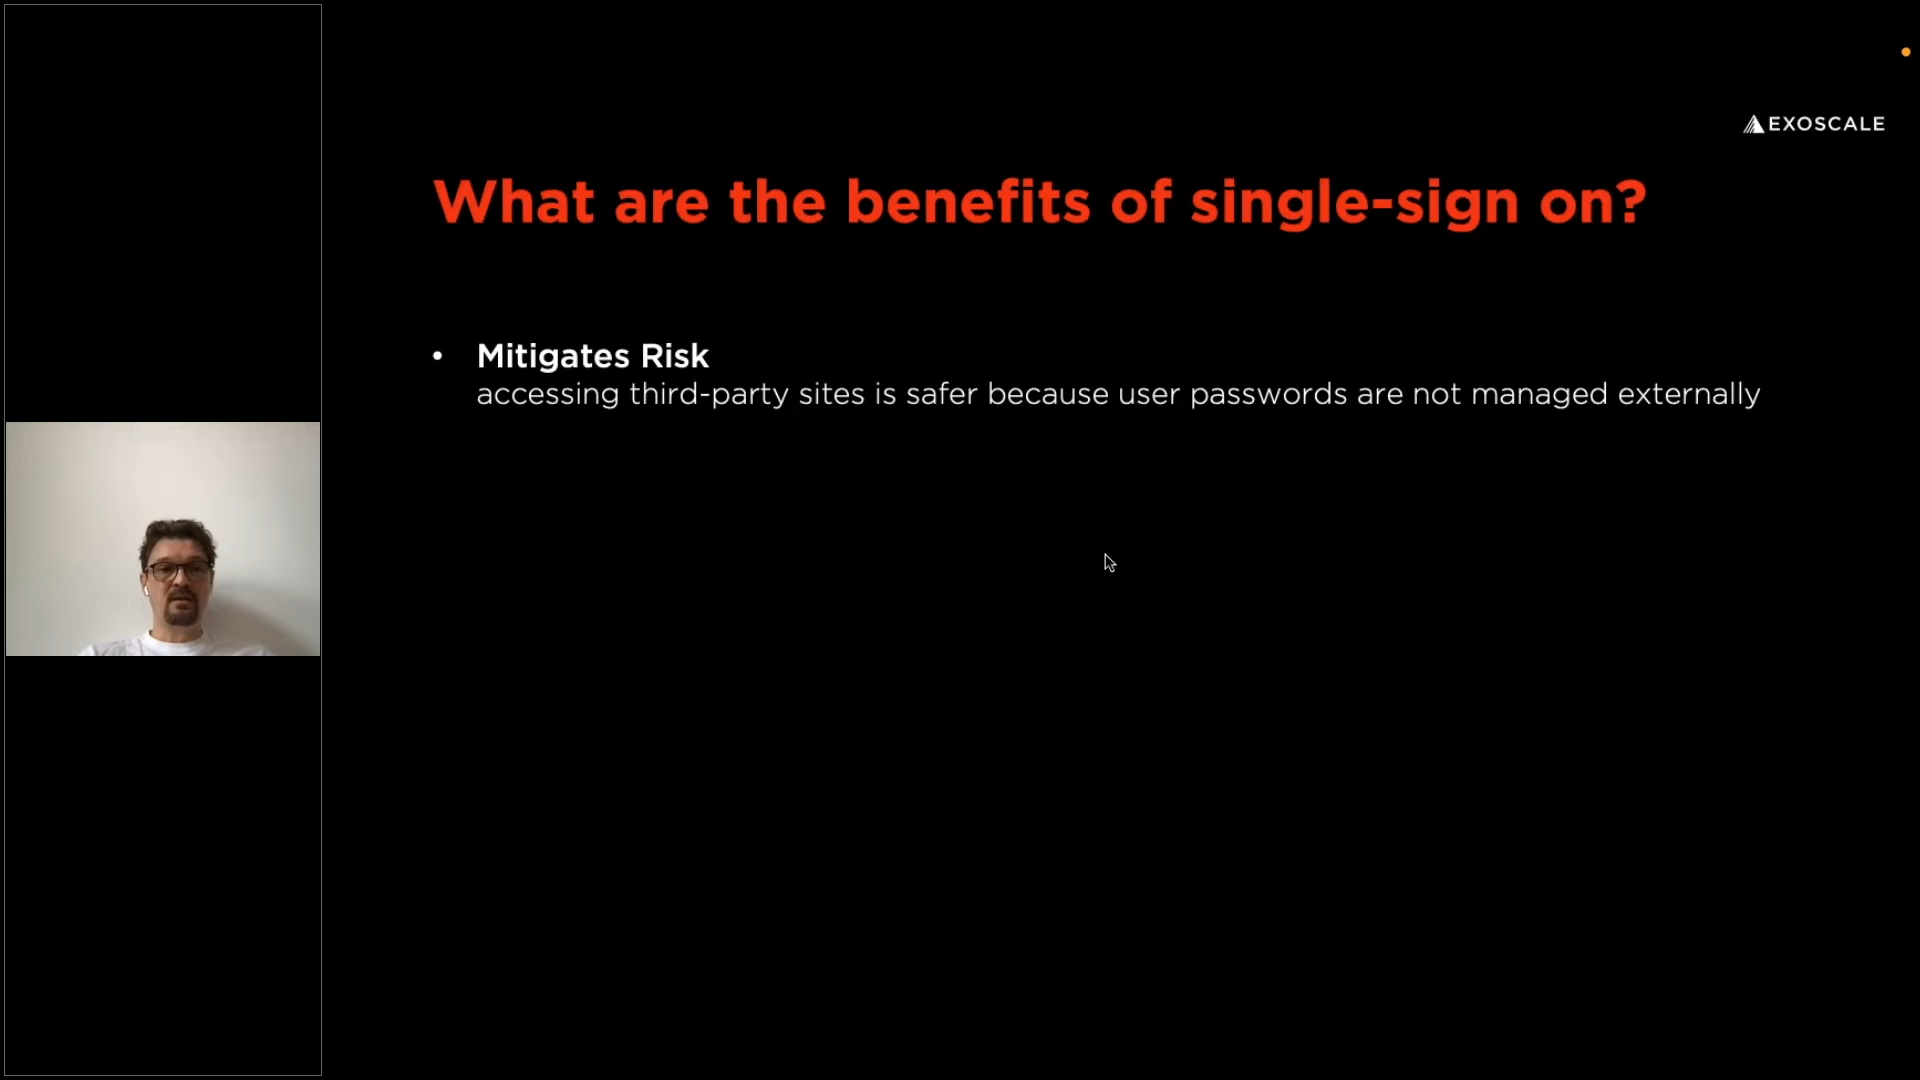 EXOSCALE
What are the benefits of single-sign on?
• Mitigates Risk
accessing third-party sites is safer because user passwords are not managed externally